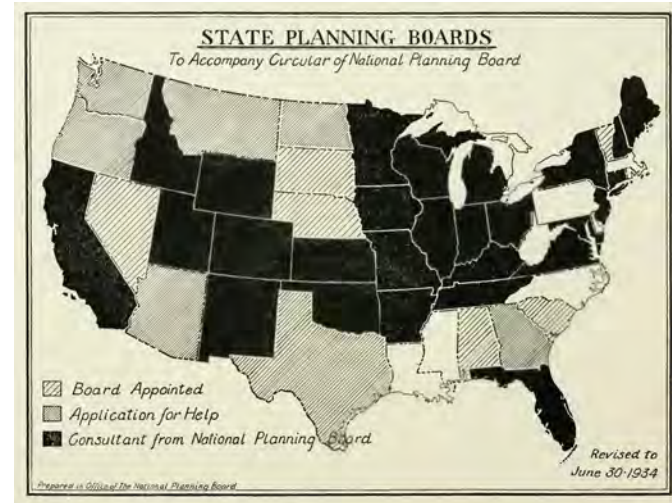 STATE PLANNING BOARDS
To Accompany Circular of National Planning Board
Board Appointed
Application for Help
Consultant from National Planning Board
Revised to
June 30-1934
Prepared in Office of The National Planning Board